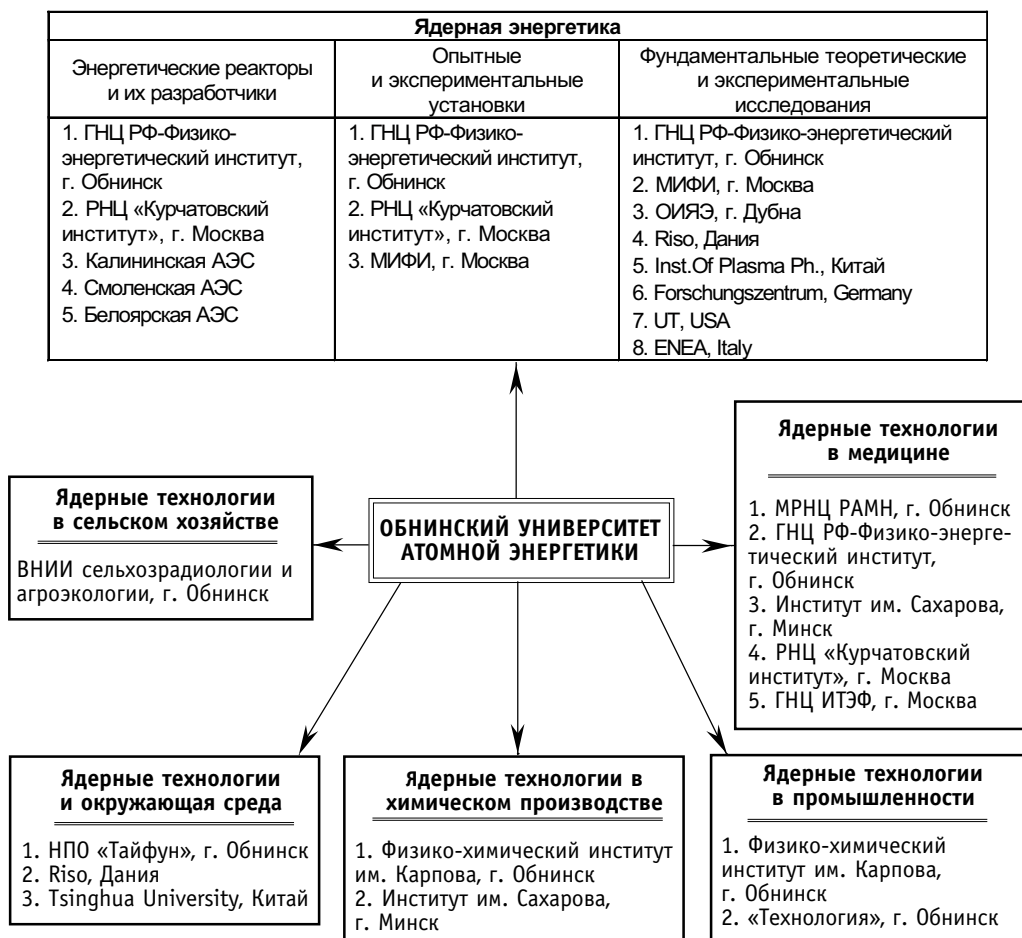 Ядерная энергетика
Энергетические реакторы
и их разработчики
Опытные
и экспериментальные
установки
Фундаментальные теоретические
и экспериментальные
исследования
1. ГНЦ РФ-Физико-
энергетический институт,
г. Обнинск
2. РНЦ «Курчатовский
институт», г. Москва
3. Калининская АЭС
4. Смоленская АЭС
5. Белоярская АЭС
1. ГНЦ РФ-Физико-
энергетический институт,
г. Обнинск
2. РНЦ «Курчатовский
институт», г. Москва
3. МИФИ, г. Москва
1. ГНЦ РФ-Физико-энергетический
институт, г. Обнинск
2. МИФИ, г. Москва
3. ОИЯЭ, г. Дубна
4. Riso, Дания
5. Inst.Of Plasma Ph., Китай
6. Forschungszentrum, Germany
7. UT, USA
8. ENEA, Italy
Ядерные технологии
в сельском хозяйстве
ВНИИ сельхозрадиологии и
агроэкологии, г. Обнинск
ОБНИНСКИЙ УНИВЕРСИТЕТ
АТОМНОЙ ЭНЕРГЕТИКИ
Ядерные технологии
в медицине
1. МРНЦ РАМН, г. Обнинск
2. ГНЦ РФ-Физико-энерге-
тический институт,
г. Обнинск
3. Институт им. Сахарова,
г. Минск
4. РНЦ «Курчатовский
институт», г. Москва
5. ГНЦ ИТЭФ, г. Москва
Ядерные технологии
и окружающая среда
1. НПО «Тайфун», г. Обнинск
2. Riso, Дания
3. Tsinghua University, Китай
Ядерные технологии в
химическом производстве
1. Физико-химический институт
им. Карпова, г. Обнинск
2. Институт им. Сахарова,
г. Минск
Ядерные технологии
в промышленности
1. Физико-химический
институт им. Карпова,
г. Обнинск
2. «Технология», г. Обнинск